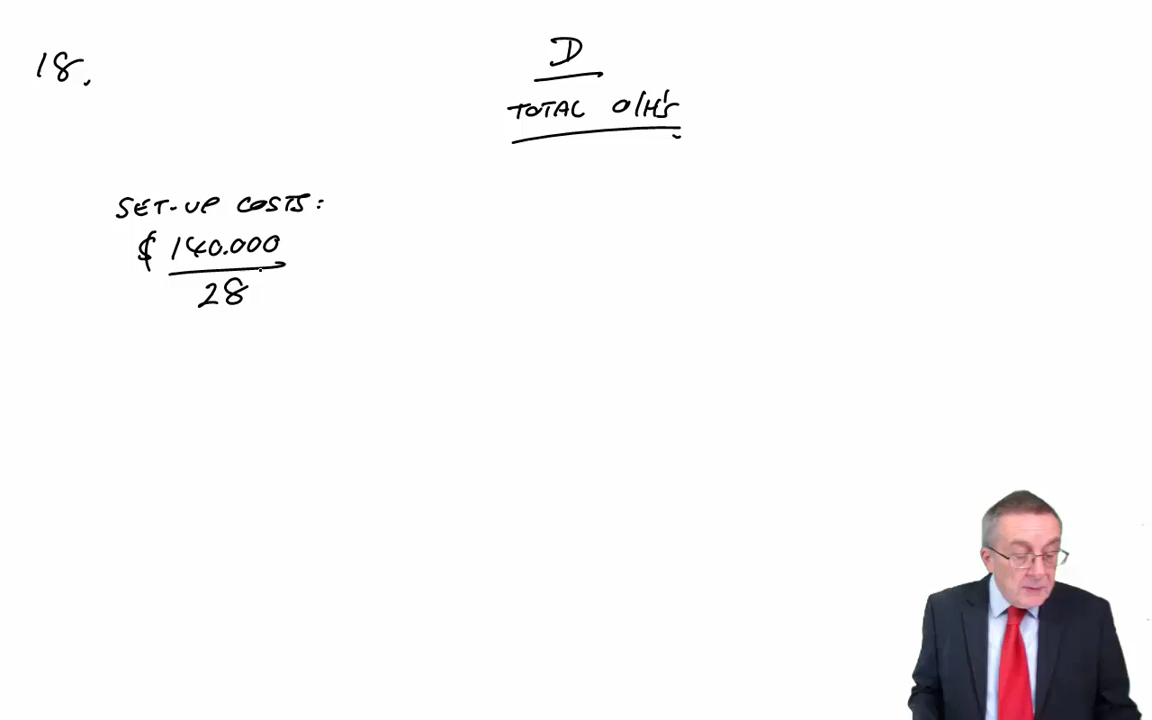 18.
D
TOTAL O/H's
SET-UP COSTS:
$ 140.000
28